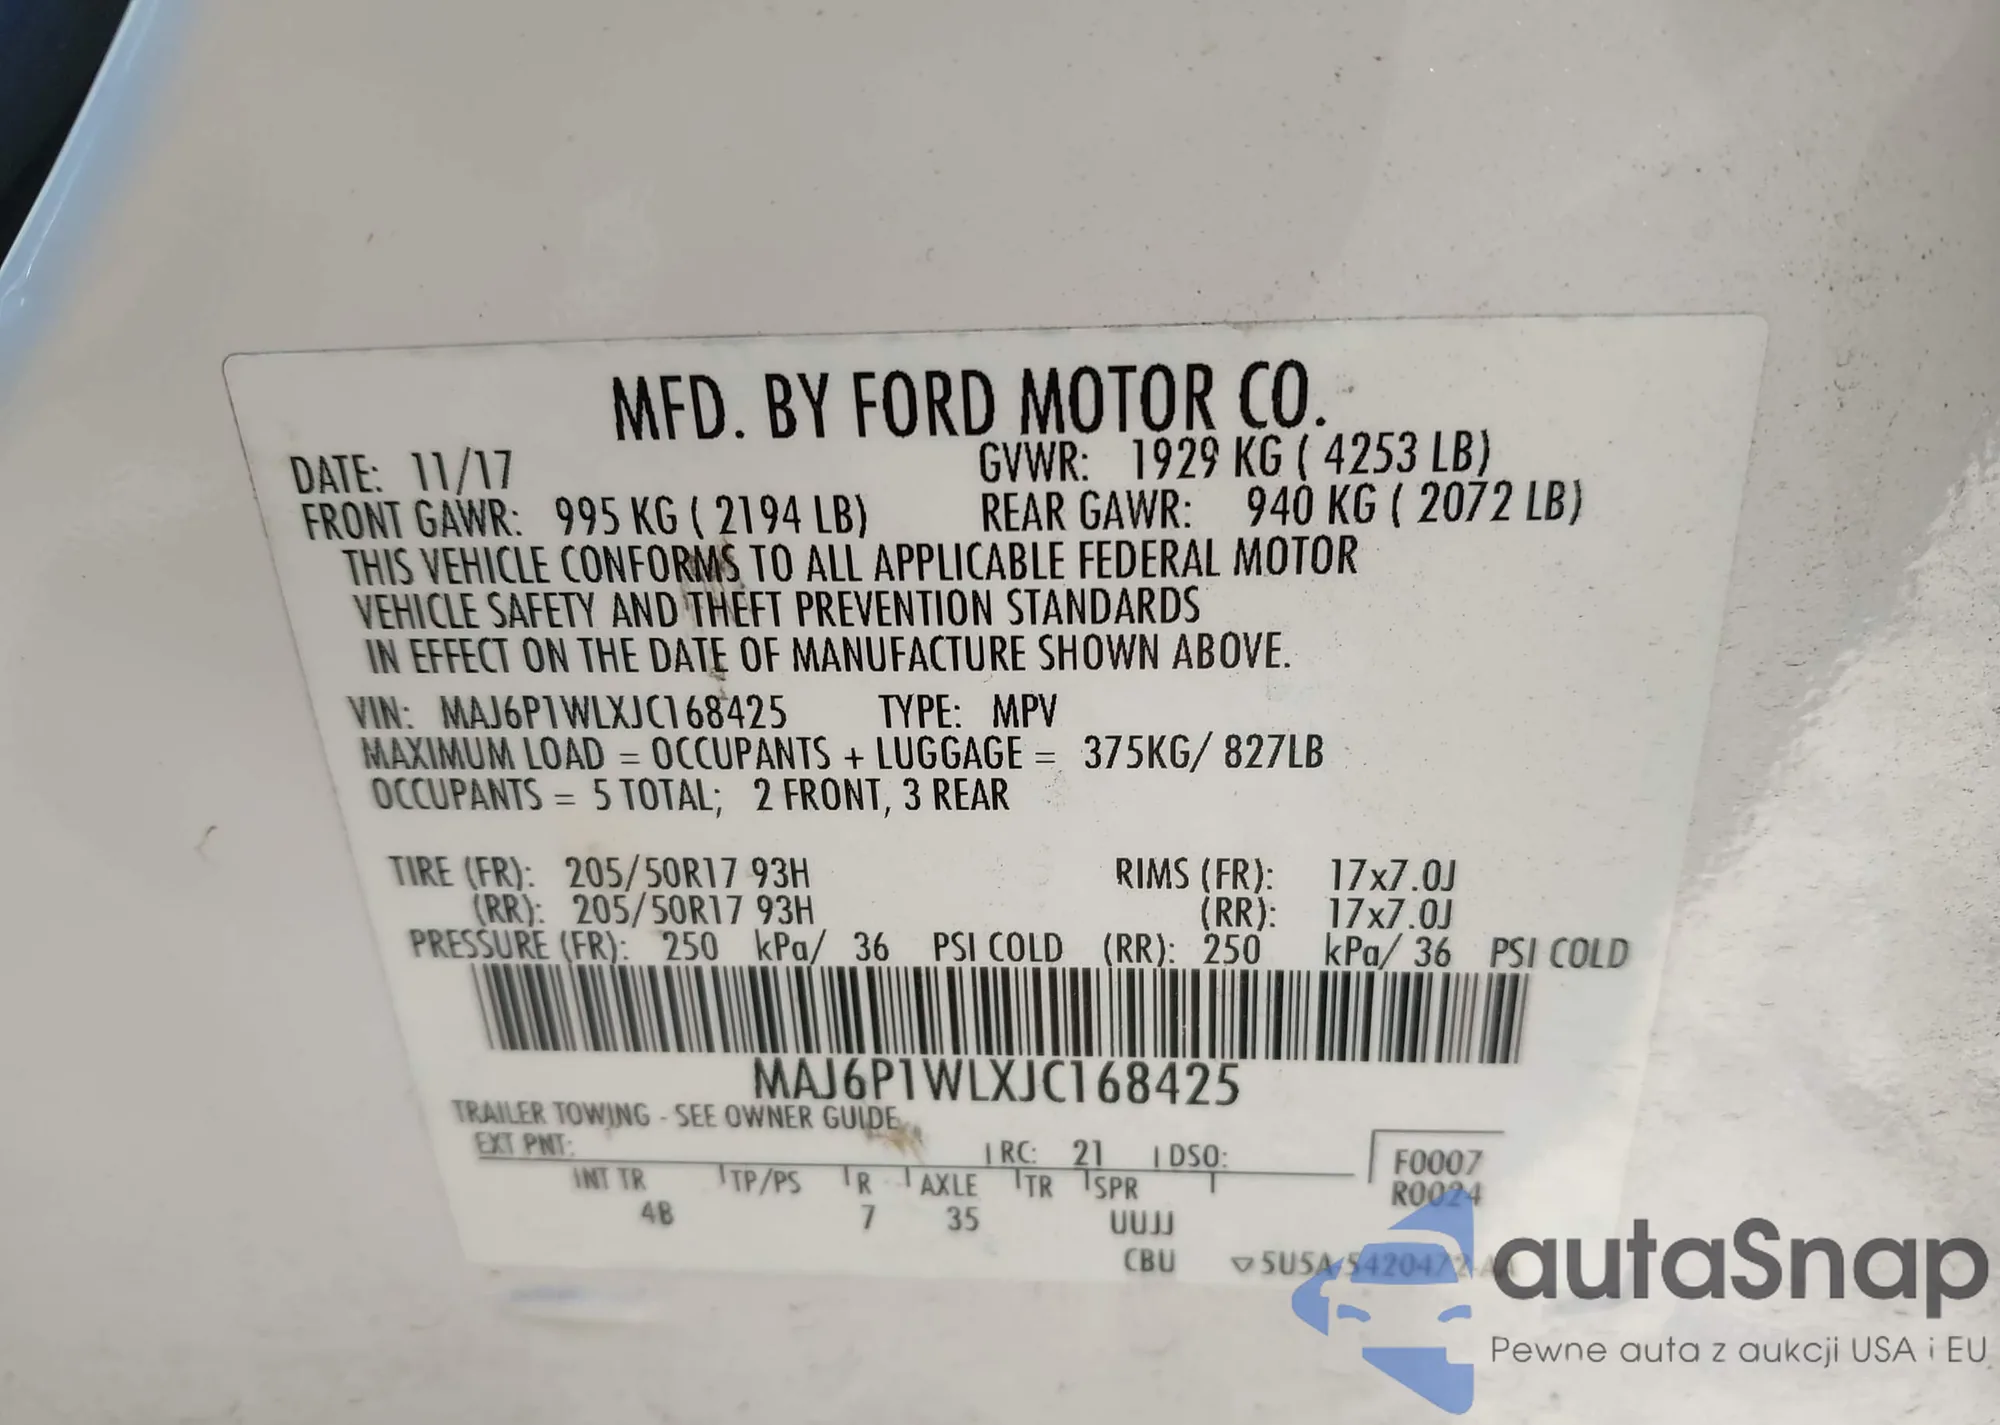 MFD. BY FORD MOTOR CO.
DATE: 11/17 GVWR: 1929 KG ( 4253 LB)
FRONT GAWR: 995 KG ( 2194 LB) REAR GAWR: 940 KG ( 2072 LB)
THIS VEHICLE CONFORMS TO ALL APPLICABLE FEDERAL MOTOR
VEHICLE SAFETY AND THEFT PREVENTION STANDARDS
IN EFFECT ON THE DATE OF MANUFACTURE SHOWN ABOVE.
VIN: MAJ6P1WLXJC168425 TYPE: MPV
MAXIMUM LOAD = OCCUPANTS + LUGGAGE = 375KG/ 827LB
OCCUPANTS = 5 TOTAL; 2 FRONT, 3 REAR
TIRE (FR): 205/50R17 93H RIMS (FR): 17x7.0J
(RR): 205/50R17 93H (RR): 17x7.0J
PRESSURE (FR): 250 kPa/ 36 PSI COLD (RR): 250 kPa/ 36 PSI COLD
MAJ6P1WLXJC168425
TRAILER TOWING - SEE OWNER GUIDE
EXT PNT: RC: 21 DSO: F0007
INT TR TP/PS R AXLE TR SPR R0024
4B 7 35 UUJJ
CBU 5U5A-5420472-AA
autaSnap
Pewne auta z aukcji USA i EU